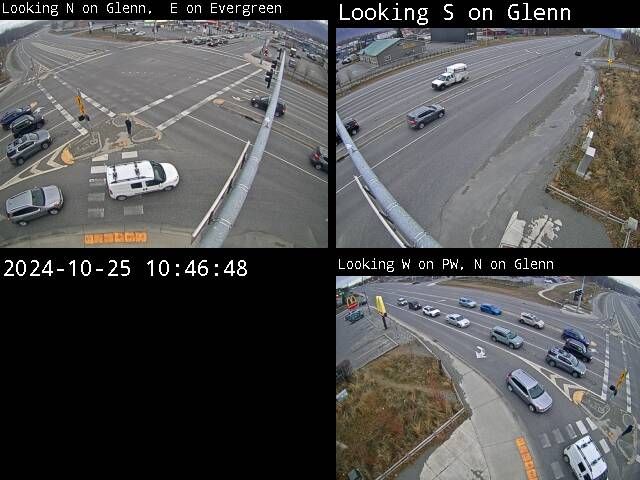 Looking N on Glenn,  E on Evergreen
Looking S on Glenn
2024-10-25 10:46:48
Looking W on PW, N on Glenn